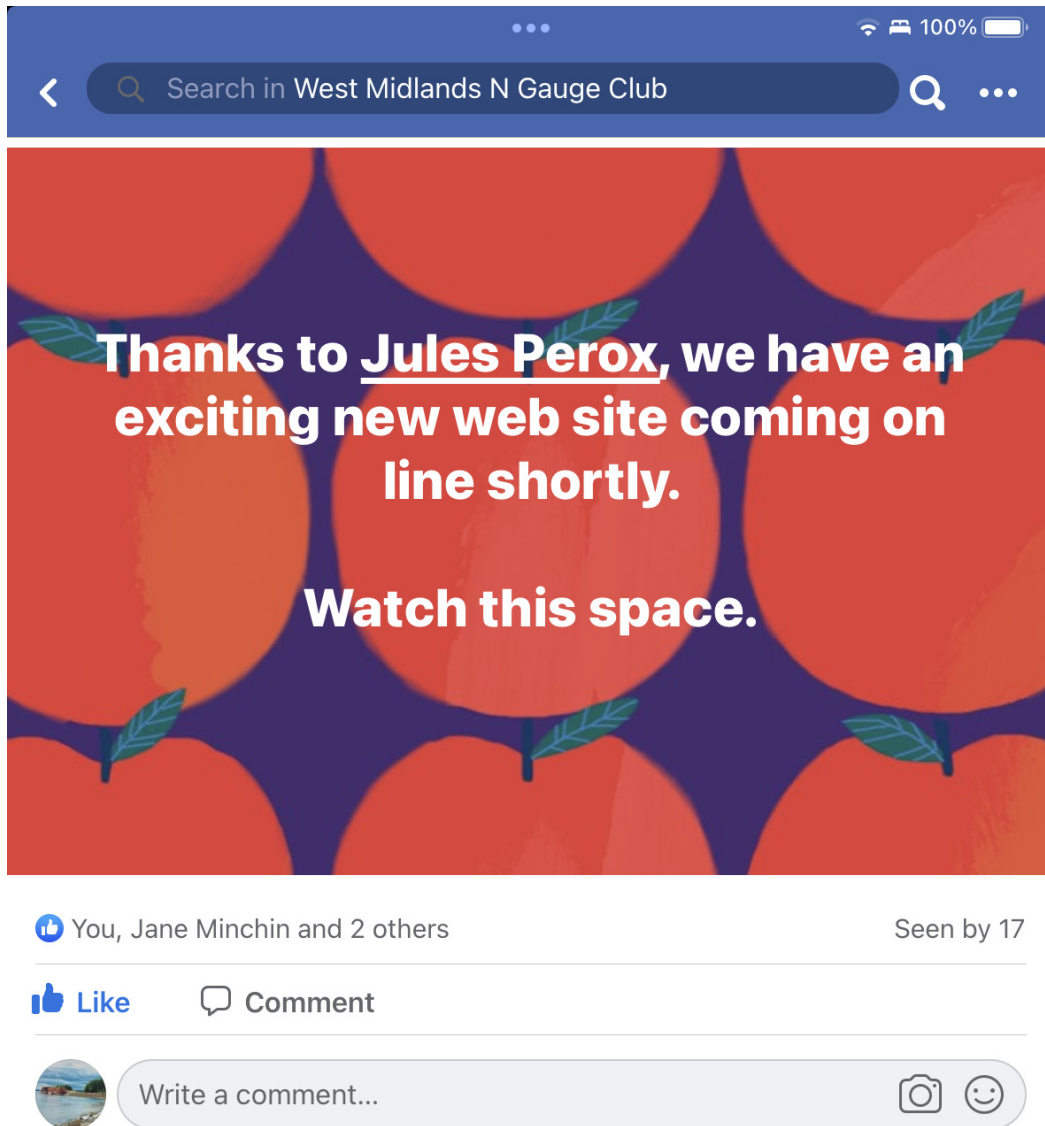 100%
Search in West Midlands N Gauge Club
Thanks to Jules Perox, we have an
exciting new web site coming on
line shortly.
Watch this space.
You, Jane Minchin and 2 others
Seen by 17
Like
Comment
Write a comment...